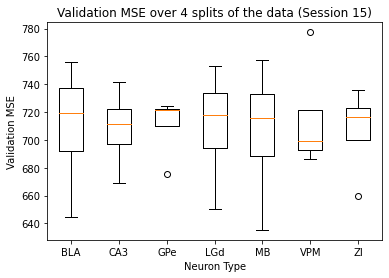 Validation MSE over 4 splits of the data (Session 15)
780
760
740
720
700
680
660
640
Validation MSE
BLA CA3 GPe LGd MB VPM ZI
Neuron Type